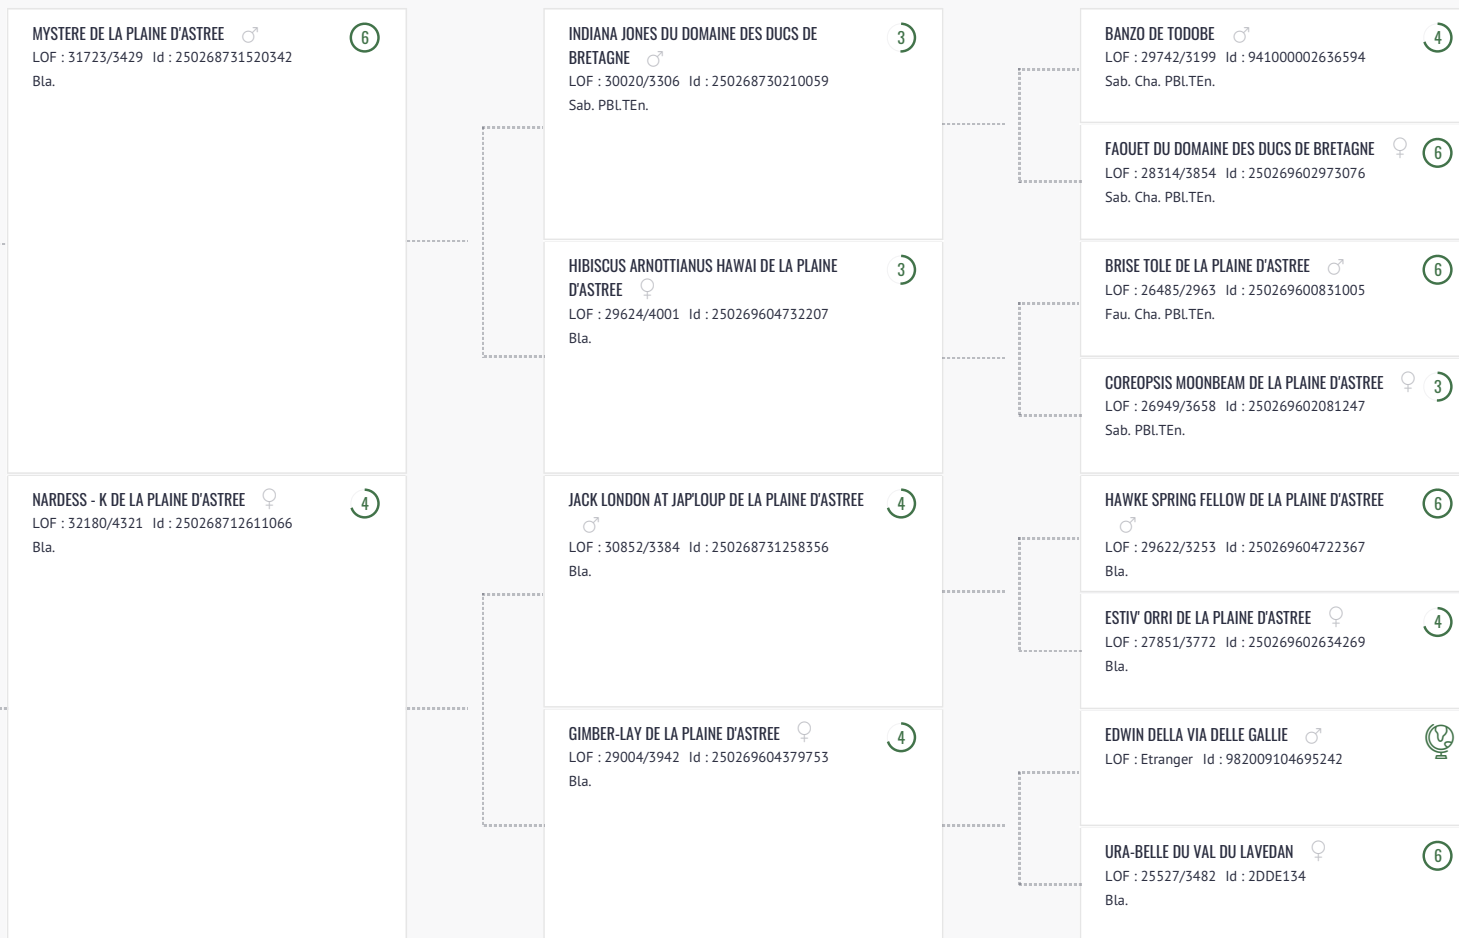 MYSTERE DE LA PLAINE D'ASTREE
6
LOF : 31723/3429 Id : 250268731520342
Bla.
NARDESS - K DE LA PLAINE D'ASTREE
4
LOF : 32180/4321 Id : 250268712611066
Bla.
INDIANA JONES DU DOMAINE DES DUCS DE
BRETAGNE
3
LOF : 30020/3306 Id : 250268730210059
Sab. PBl.TEn.
HIBISCUS ARNOTTIANUS HAWAI DE LA PLAINE
D'ASTREE
3
LOF : 29624/4001 Id : 250269604732207
Bla.
JACK LONDON AT JAP'LOUP DE LA PLAINE D'ASTREE
4
LOF : 30852/3384 Id : 250268731258356
Bla.
GIMBER-LAY DE LA PLAINE D'ASTREE
4
LOF : 29004/3942 Id : 250269604379753
Bla.
BANZO DE TODOBE
4
LOF : 29742/3199 Id : 941000002636594
Sab. Cha. PBl.TEn.
FAOUET DU DOMAINE DES DUCS DE BRETAGNE
6
LOF : 28314/3854 Id : 250269602973076
Sab. Cha. PBl.TEn.
BRISE TOLE DE LA PLAINE D'ASTREE
6
LOF : 26485/2963 Id : 250269600831005
Fau. Cha. PBl.TEn.
COREOPSIS MOONBEAM DE LA PLAINE D'ASTREE
3
LOF : 26949/3658 Id : 250269602081247
Sab. PBl.TEn.
HAWKE SPRING FELLOW DE LA PLAINE D'ASTREE
6
LOF : 29622/3253 Id : 250269604722367
Bla.
ESTIV' ORRI DE LA PLAINE D'ASTREE
4
LOF : 27851/3772 Id : 250269602634269
Bla.
EDWIN DELLA VIA DELLE GALLIE
LOF : Etranger Id : 982009104695242
URA-BELLE DU VAL DU LAVEDAN
6
LOF : 25527/3482 Id : 2DDE134
Bla.